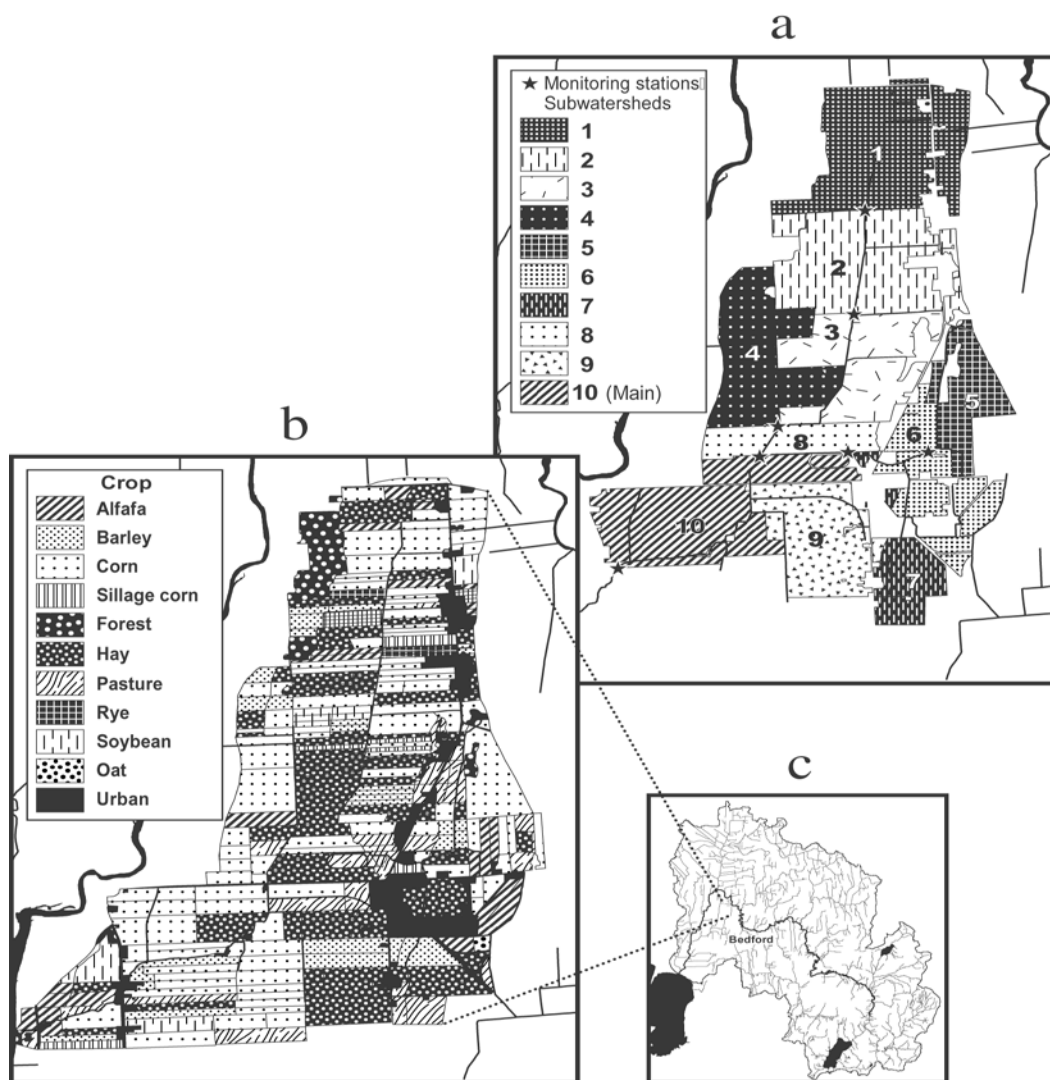 a
★ Monitoring stations
Subwatersheds
1
2
3
4
5
6
7
8
9
10 (Main)
1
2
3
4
5
6
8
7
9
10
b
Crop
Alfafa
Barley
Corn
Sillage corn
Forest
Hay
Pasture
Rye
Soybean
Oat
Urban
c
Bedford